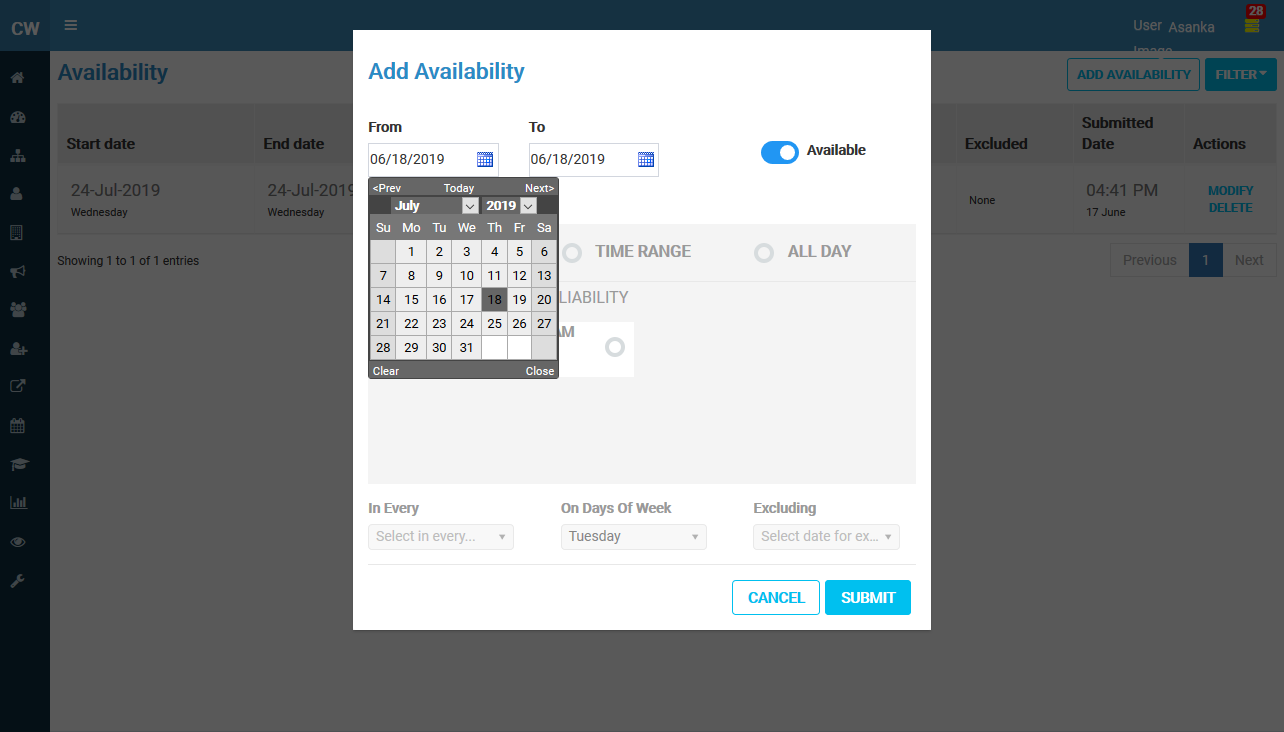 CW
User Asanka
Image
28
Availability
ADD AVAILABILITY
FILTER
Start date
End date
Excluded
Submitted
Date
Actions
24-Jul-2019
Wednesday
24-Jul-2019
Wednesday
None
04:41 PM
17 June
MODIFY
DELETE
Showing 1 to 1 of 1 entries
Previous 1 Next
Add Availability
From
To
06/18/2019
06/18/2019
Available
<Prev Today Next>
July 2019
Su Mo Tu We Th Fr Sa
1 2 3 4 5 6
7 8 9 10 11 12 13
14 15 16 17 18 19 20
21 22 23 24 25 26 27
28 29 30 31
Clear Close
TIME RANGE
ALL DAY
LIABILITY
AM
In Every
On Days Of Week
Excluding
Select in every...
Tuesday
Select date for ex...
CANCEL
SUBMIT